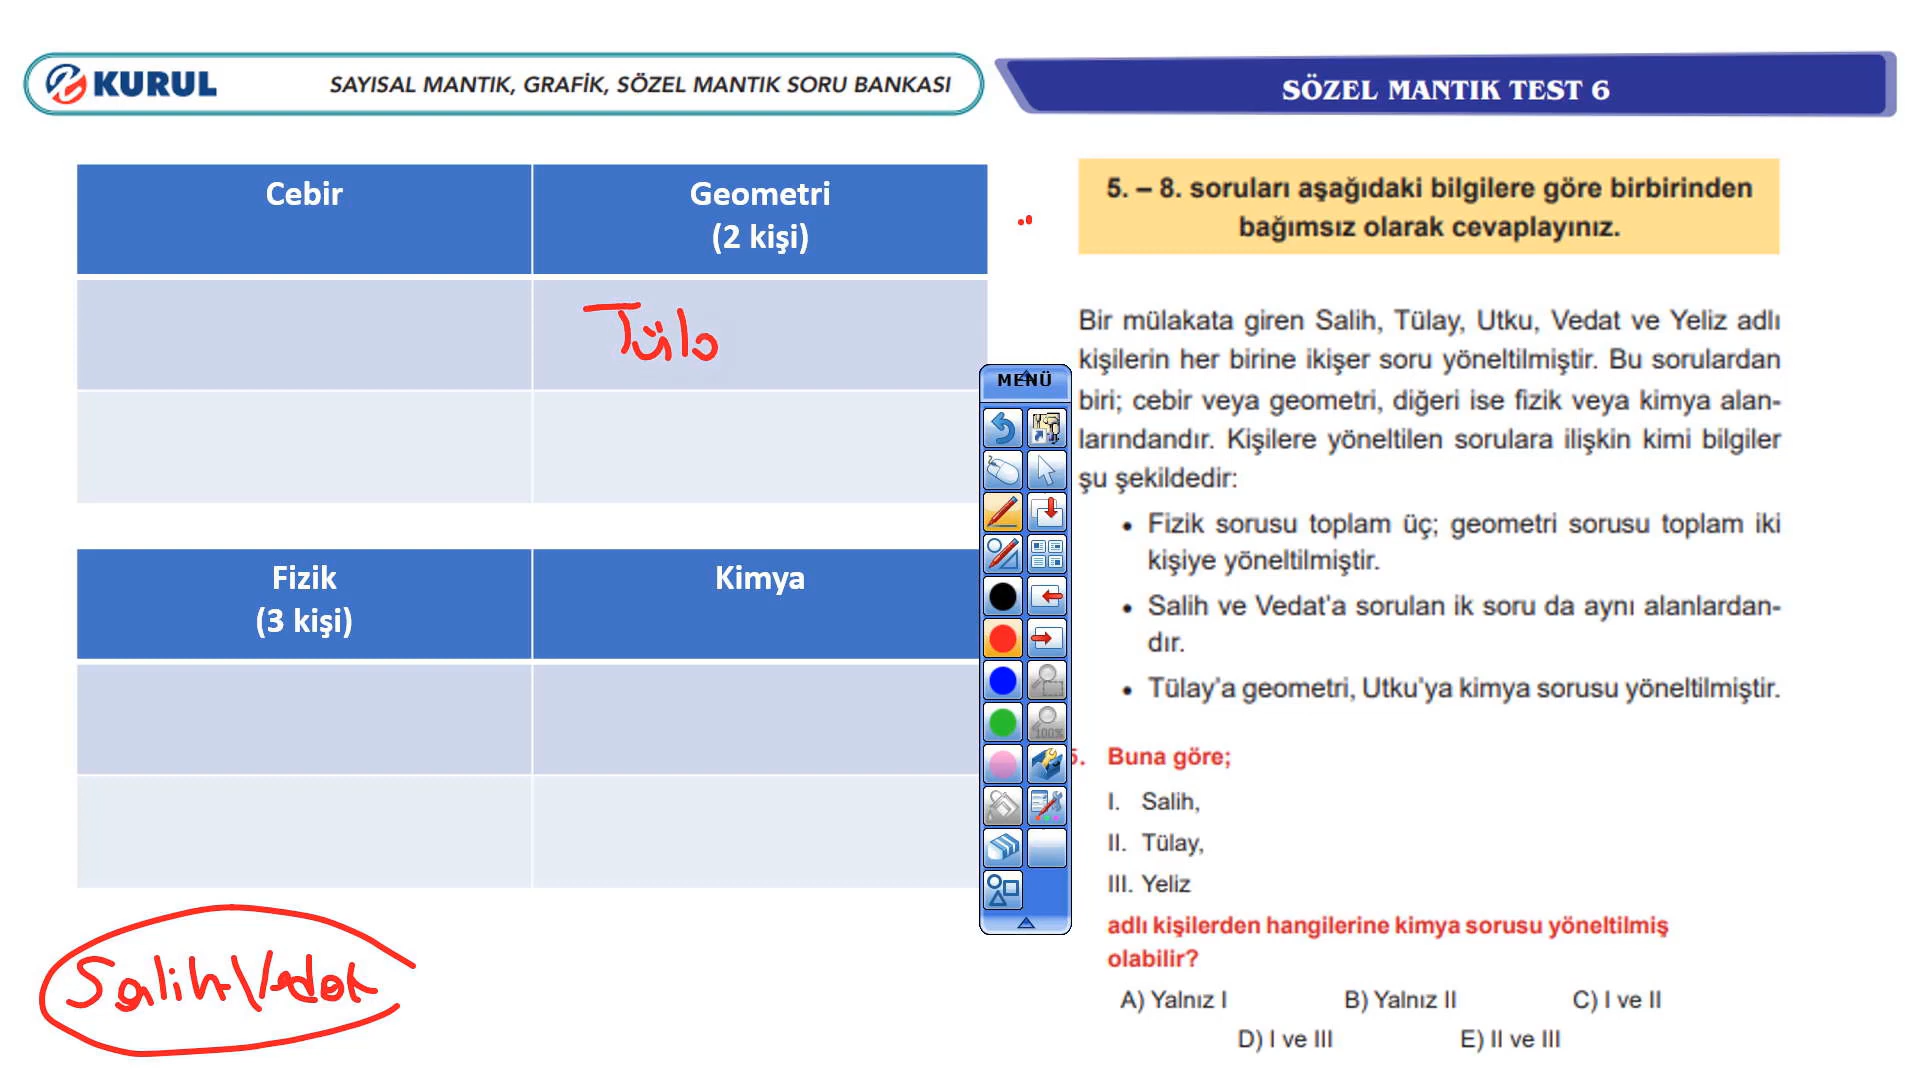 KURUL
SAYISAL MANTIK, GRAFİK, SÖZEL MANTIK SORU BANKASI
SÖZEL MANTIK TEST 6
Cebir
Geometri
(2 kişi)
Tüla
Fizik
(3 kişi)
Kimya
Salih-Vedat
MENÜ
100%
5. – 8. soruları aşağıdaki bilgilere göre birbirinden
bağımsız olarak cevaplayınız.
Bir mülakata giren Salih, Tülay, Utku, Vedat ve Yeliz adlı
kişilerin her birine ikişer soru yöneltilmiştir. Bu sorulardan
biri; cebir veya geometri, diğeri ise fizik veya kimya alan-
larındandır. Kişilere yöneltilen sorulara ilişkin kimi bilgiler
şu şekildedir:
• Fizik sorusu toplam üç; geometri sorusu toplam iki
kişiye yöneltilmiştir.
• Salih ve Vedat'a sorulan ik soru da aynı alanlardan-
dır.
• Tülay'a geometri, Utku'ya kimya sorusu yöneltilmiştir.
5. Buna göre;
I. Salih,
II. Tülay,
III. Yeliz
adlı kişilerden hangilerine kimya sorusu yöneltilmiş
olabilir?
A) Yalnız I B) Yalnız II C) I ve II
D) I ve III E) II ve III